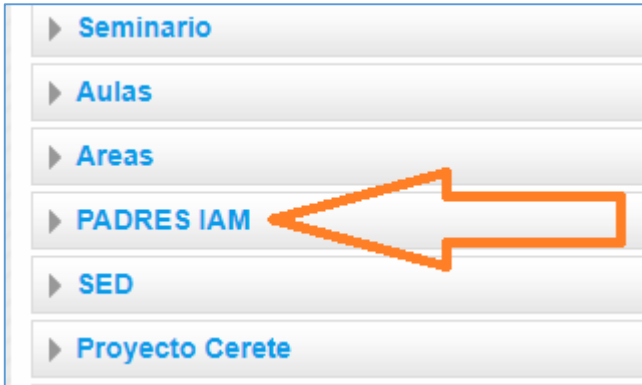 Seminario
Aulas
Areas
PADRES IAM
SED
Proyecto Cerete